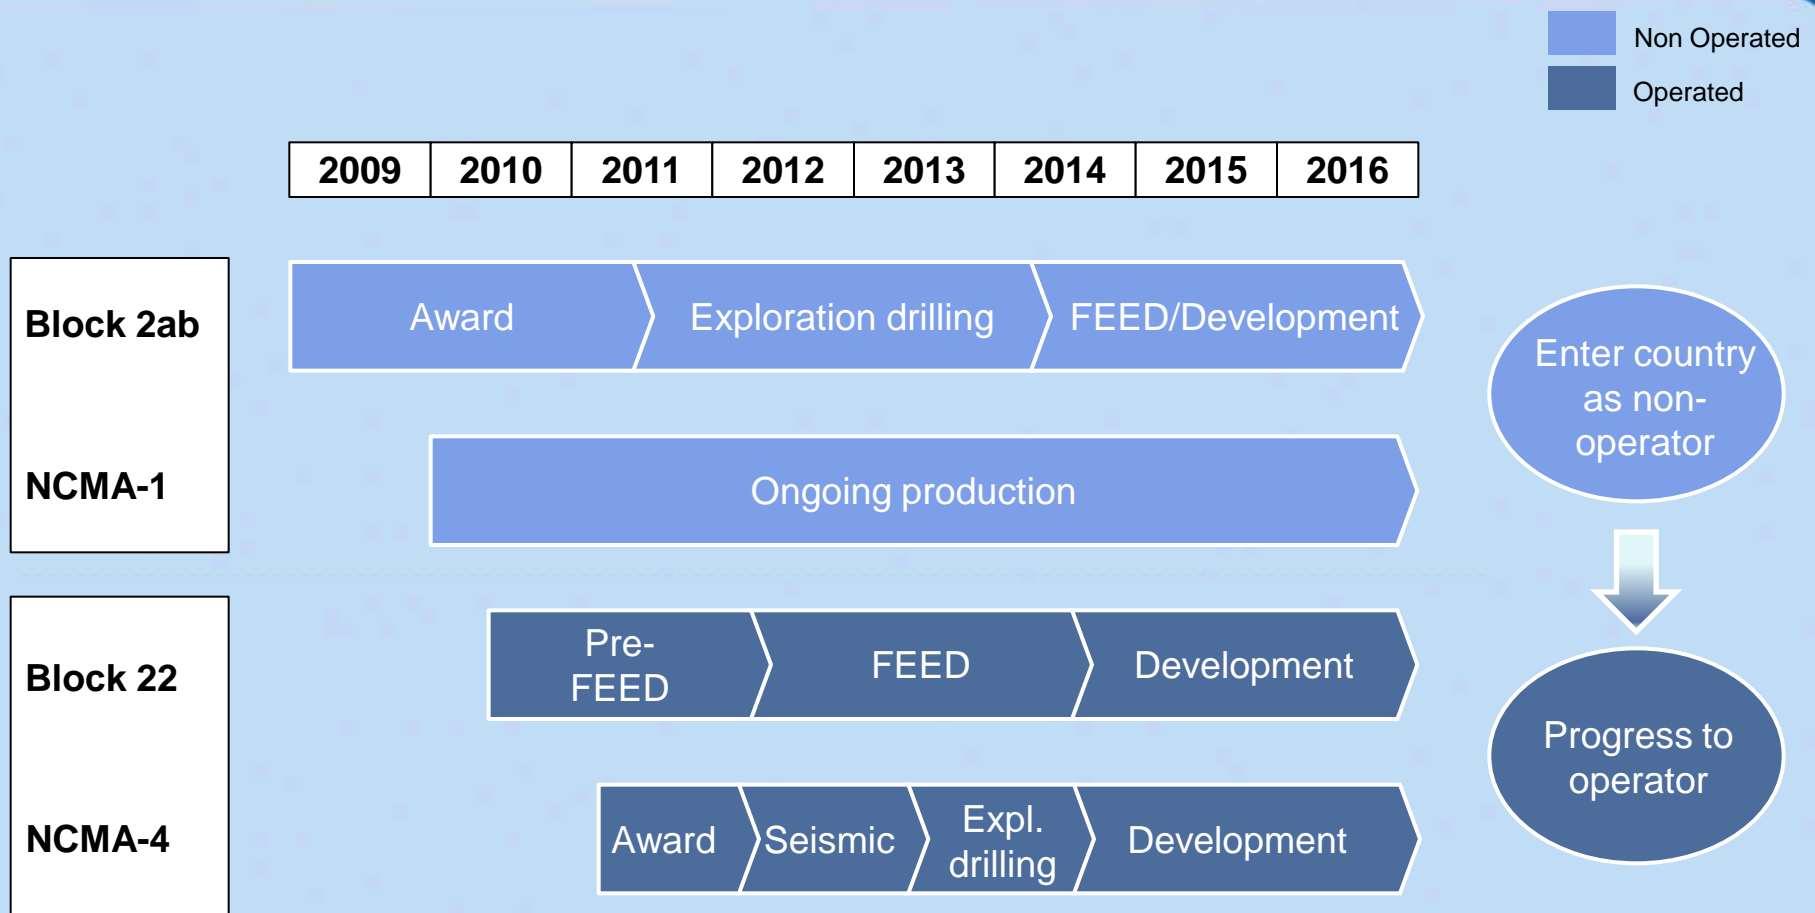 Non Operated
Operated
2009 2010 2011 2012 2013 2014 2015 2016
Block 2ab
Award
Exploration drilling
FEED/Development
NCMA-1
Ongoing production
Enter country
as non-
operator
Block 22
Pre-
FEED
FEED
Development
NCMA-4
Award
Seismic
Expl.
drilling
Development
Progress to
operator